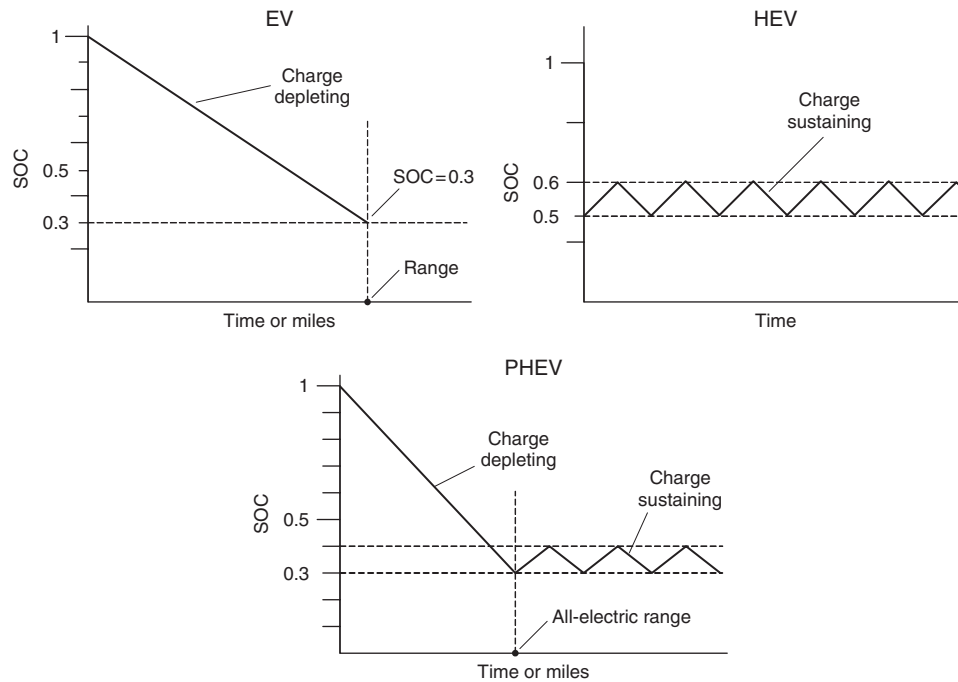 EV
1
Charge
depleting
0.5
SOC
SOC=0.3
0.3
Range
Time or miles
HEV
1
Charge
sustaining
0.6
SOC
0.5
Time
PHEV
1
Charge
depleting
Charge
sustaining
0.5
SOC
0.3
All-electric range
Time or miles